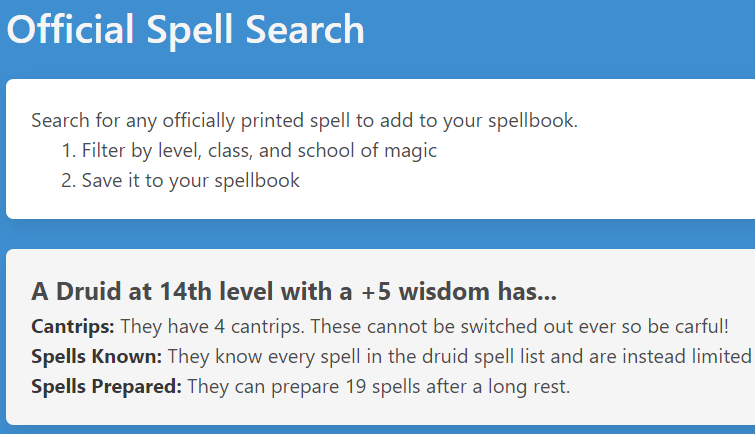 Official Spell Search
Search for any officially printed spell to add to your spellbook.
1. Filter by level, class, and school of magic
2. Save it to your spellbook
A Druid at 14th level with a +5 wisdom has...
Cantrips: They have 4 cantrips. These cannot be switched out ever so be carful!
Spells Known: They know every spell in the druid spell list and are instead limited
Spells Prepared: They can prepare 19 spells after a long rest.